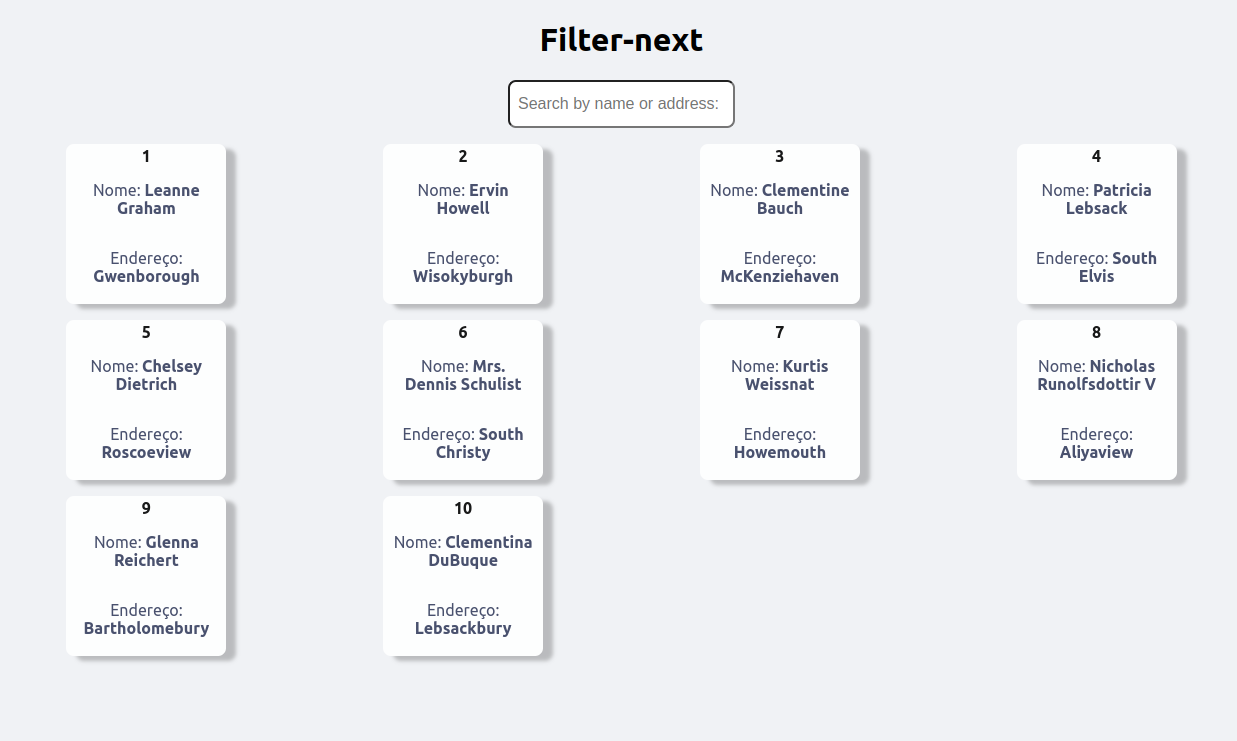 Filter-next
Search by name or address:
1
Nome: Leanne
Graham
Endereço:
Gwenborough
2
Nome: Ervin
Howell
Endereço:
Wisokyburgh
3
Nome: Clementine
Bauch
Endereço:
McKenziehaven
4
Nome: Patricia
Lebsack
Endereço: South
Elvis
5
Nome: Chelsey
Dietrich
Endereço:
Roscoeview
6
Nome: Mrs.
Dennis Schulist
Endereço: South
Christy
7
Nome: Kurtis
Weissnat
Endereço:
Howemouth
8
Nome: Nicholas
Runolfsdottir V
Endereço:
Aliyaview
9
Nome: Glenna
Reichert
Endereço:
Bartholomebury
10
Nome: Clementina
DuBuque
Endereço:
Lebsackbury